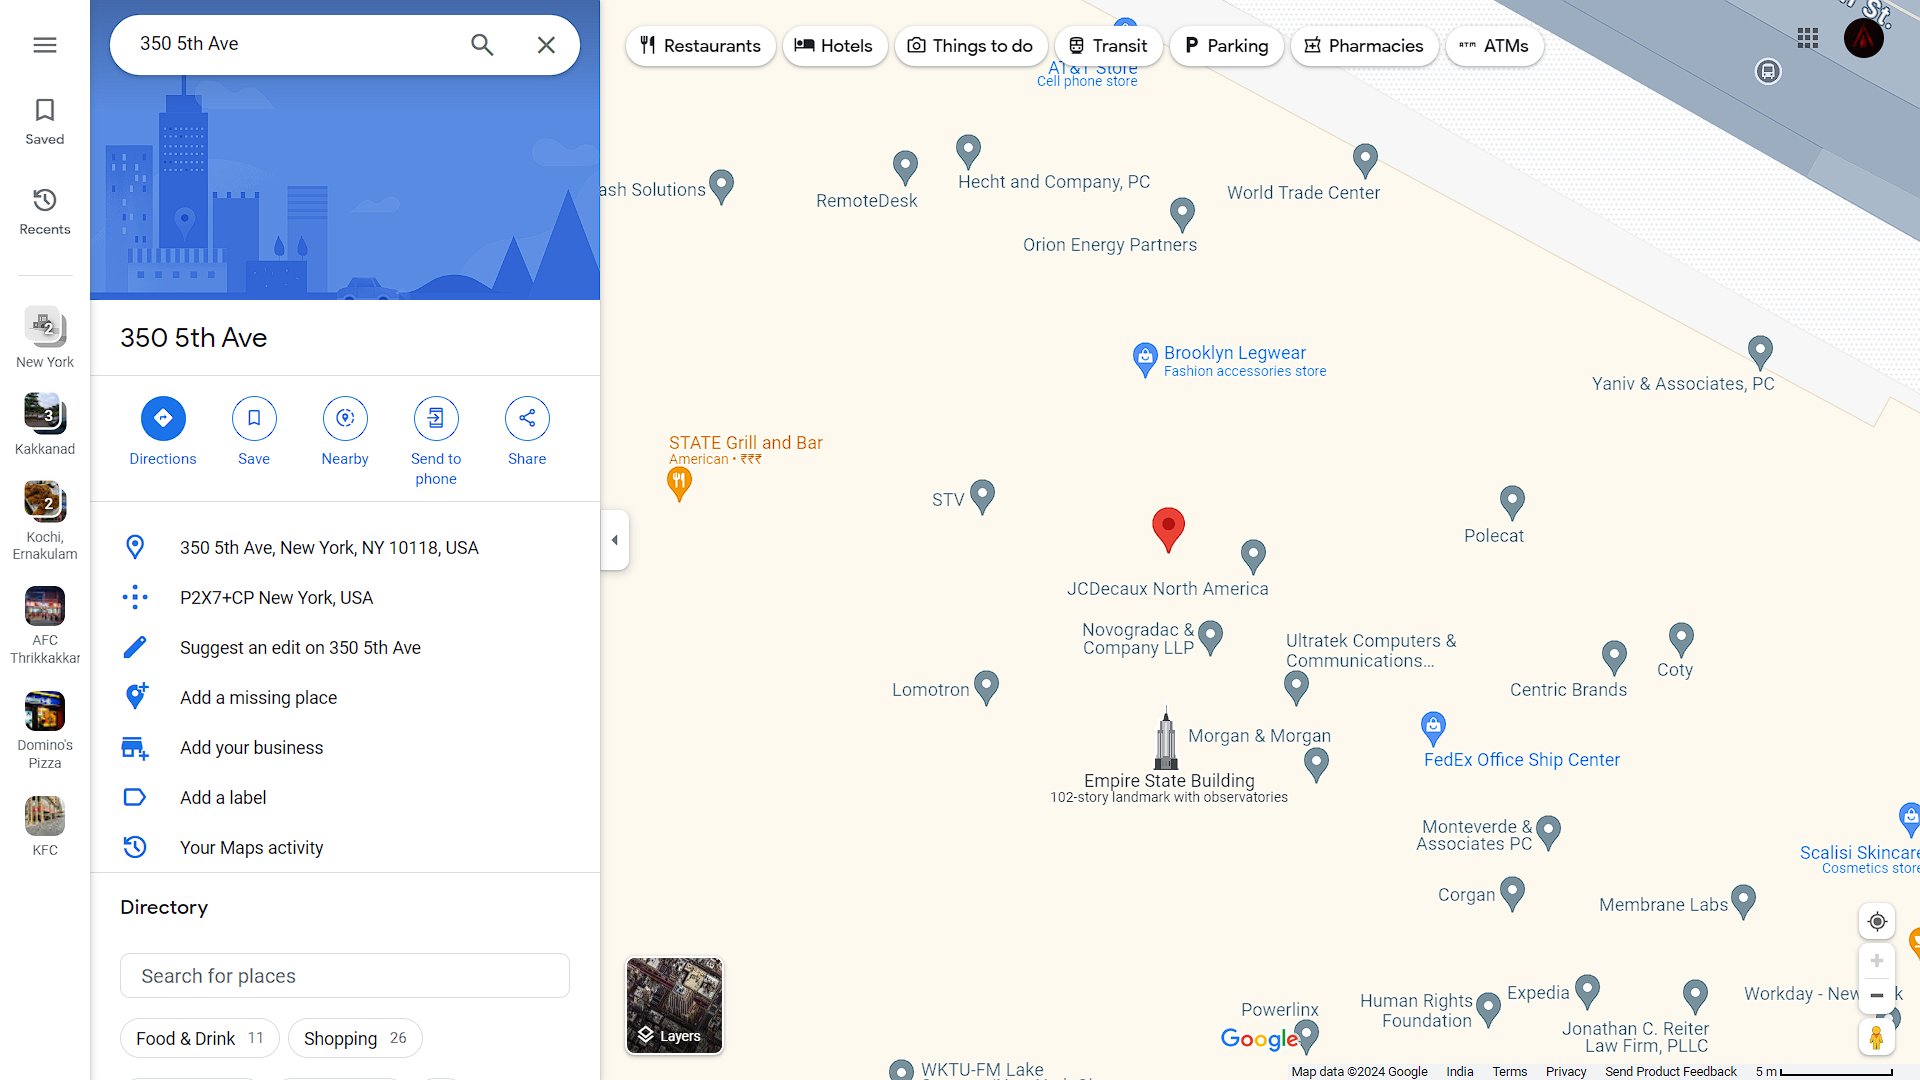 350 5th Ave
Saved
Recents
2
New York
3
Kakkanad
2
Kochi,
Ernakulam
AFC
Thrikkakkar
Domino's
Pizza
KFC
350 5th Ave
Directions
Save
Nearby
Send to
phone
Share
350 5th Ave, New York, NY 10118, USA
P2X7+CP New York, USA
Suggest an edit on 350 5th Ave
Add a missing place
Add your business
Add a label
Your Maps activity
Directory
Search for places
Food & Drink 11
Shopping 26
Restaurants
Hotels
Things to do
Transit
Parking
Pharmacies
ATM ATMs
St.
AT&T Store
Cell phone store
ash Solutions
RemoteDesk
Hecht and Company, PC
World Trade Center
Orion Energy Partners
Brooklyn Legwear
Fashion accessories store
Yaniv & Associates, PC
STATE Grill and Bar
American • ₹₹₹
STV
Polecat
JCDecaux North America
Novogradac &
Company LLP
Ultratek Computers &
Communications...
Coty
Lomotron
Centric Brands
Morgan & Morgan
FedEx Office Ship Center
Empire State Building
102-story landmark with observatories
Monteverde &
Associates PC
Scalisi Skincare
Cosmetics store
Corgan
Membrane Labs
Layers
Powerlinx
Human Rights
Foundation
Expedia
Workday - New
Jonathan C. Reiter
Law Firm, PLLC
Google
WKTU-FM Lake
Map data ©2024 Google
India
Terms
Privacy
Send Product Feedback
5 m